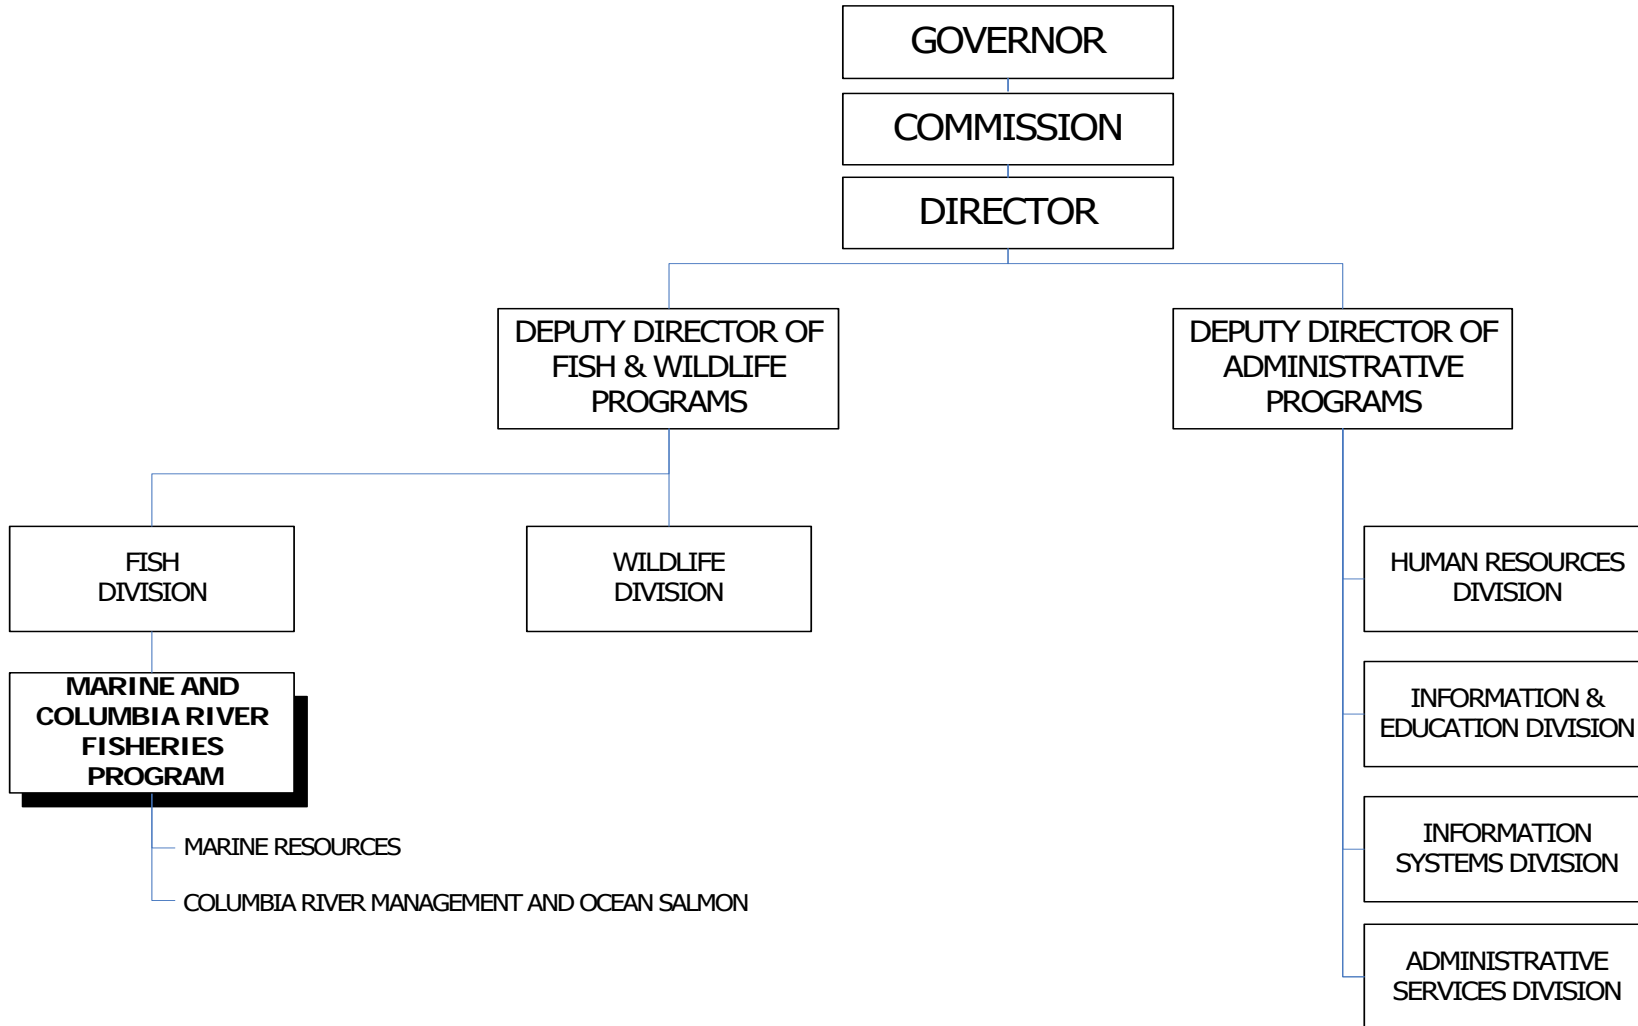 GOVERNOR
COMMISSION
DIRECTOR
DEPUTY DIRECTOR OF
FISH & WILDLIFE
PROGRAMS
DEPUTY DIRECTOR OF
ADMINISTRATIVE
PROGRAMS
FISH
DIVISION
WILDLIFE
DIVISION
HUMAN RESOURCES
DIVISION
MARINE AND
COLUMBIA RIVER
FISHERIES
PROGRAM
INFORMATION &
EDUCATION DIVISION
MARINE RESOURCES
COLUMBIA RIVER MANAGEMENT AND OCEAN SALMON
INFORMATION
SYSTEMS DIVISION
ADMINISTRATIVE
SERVICES DIVISION